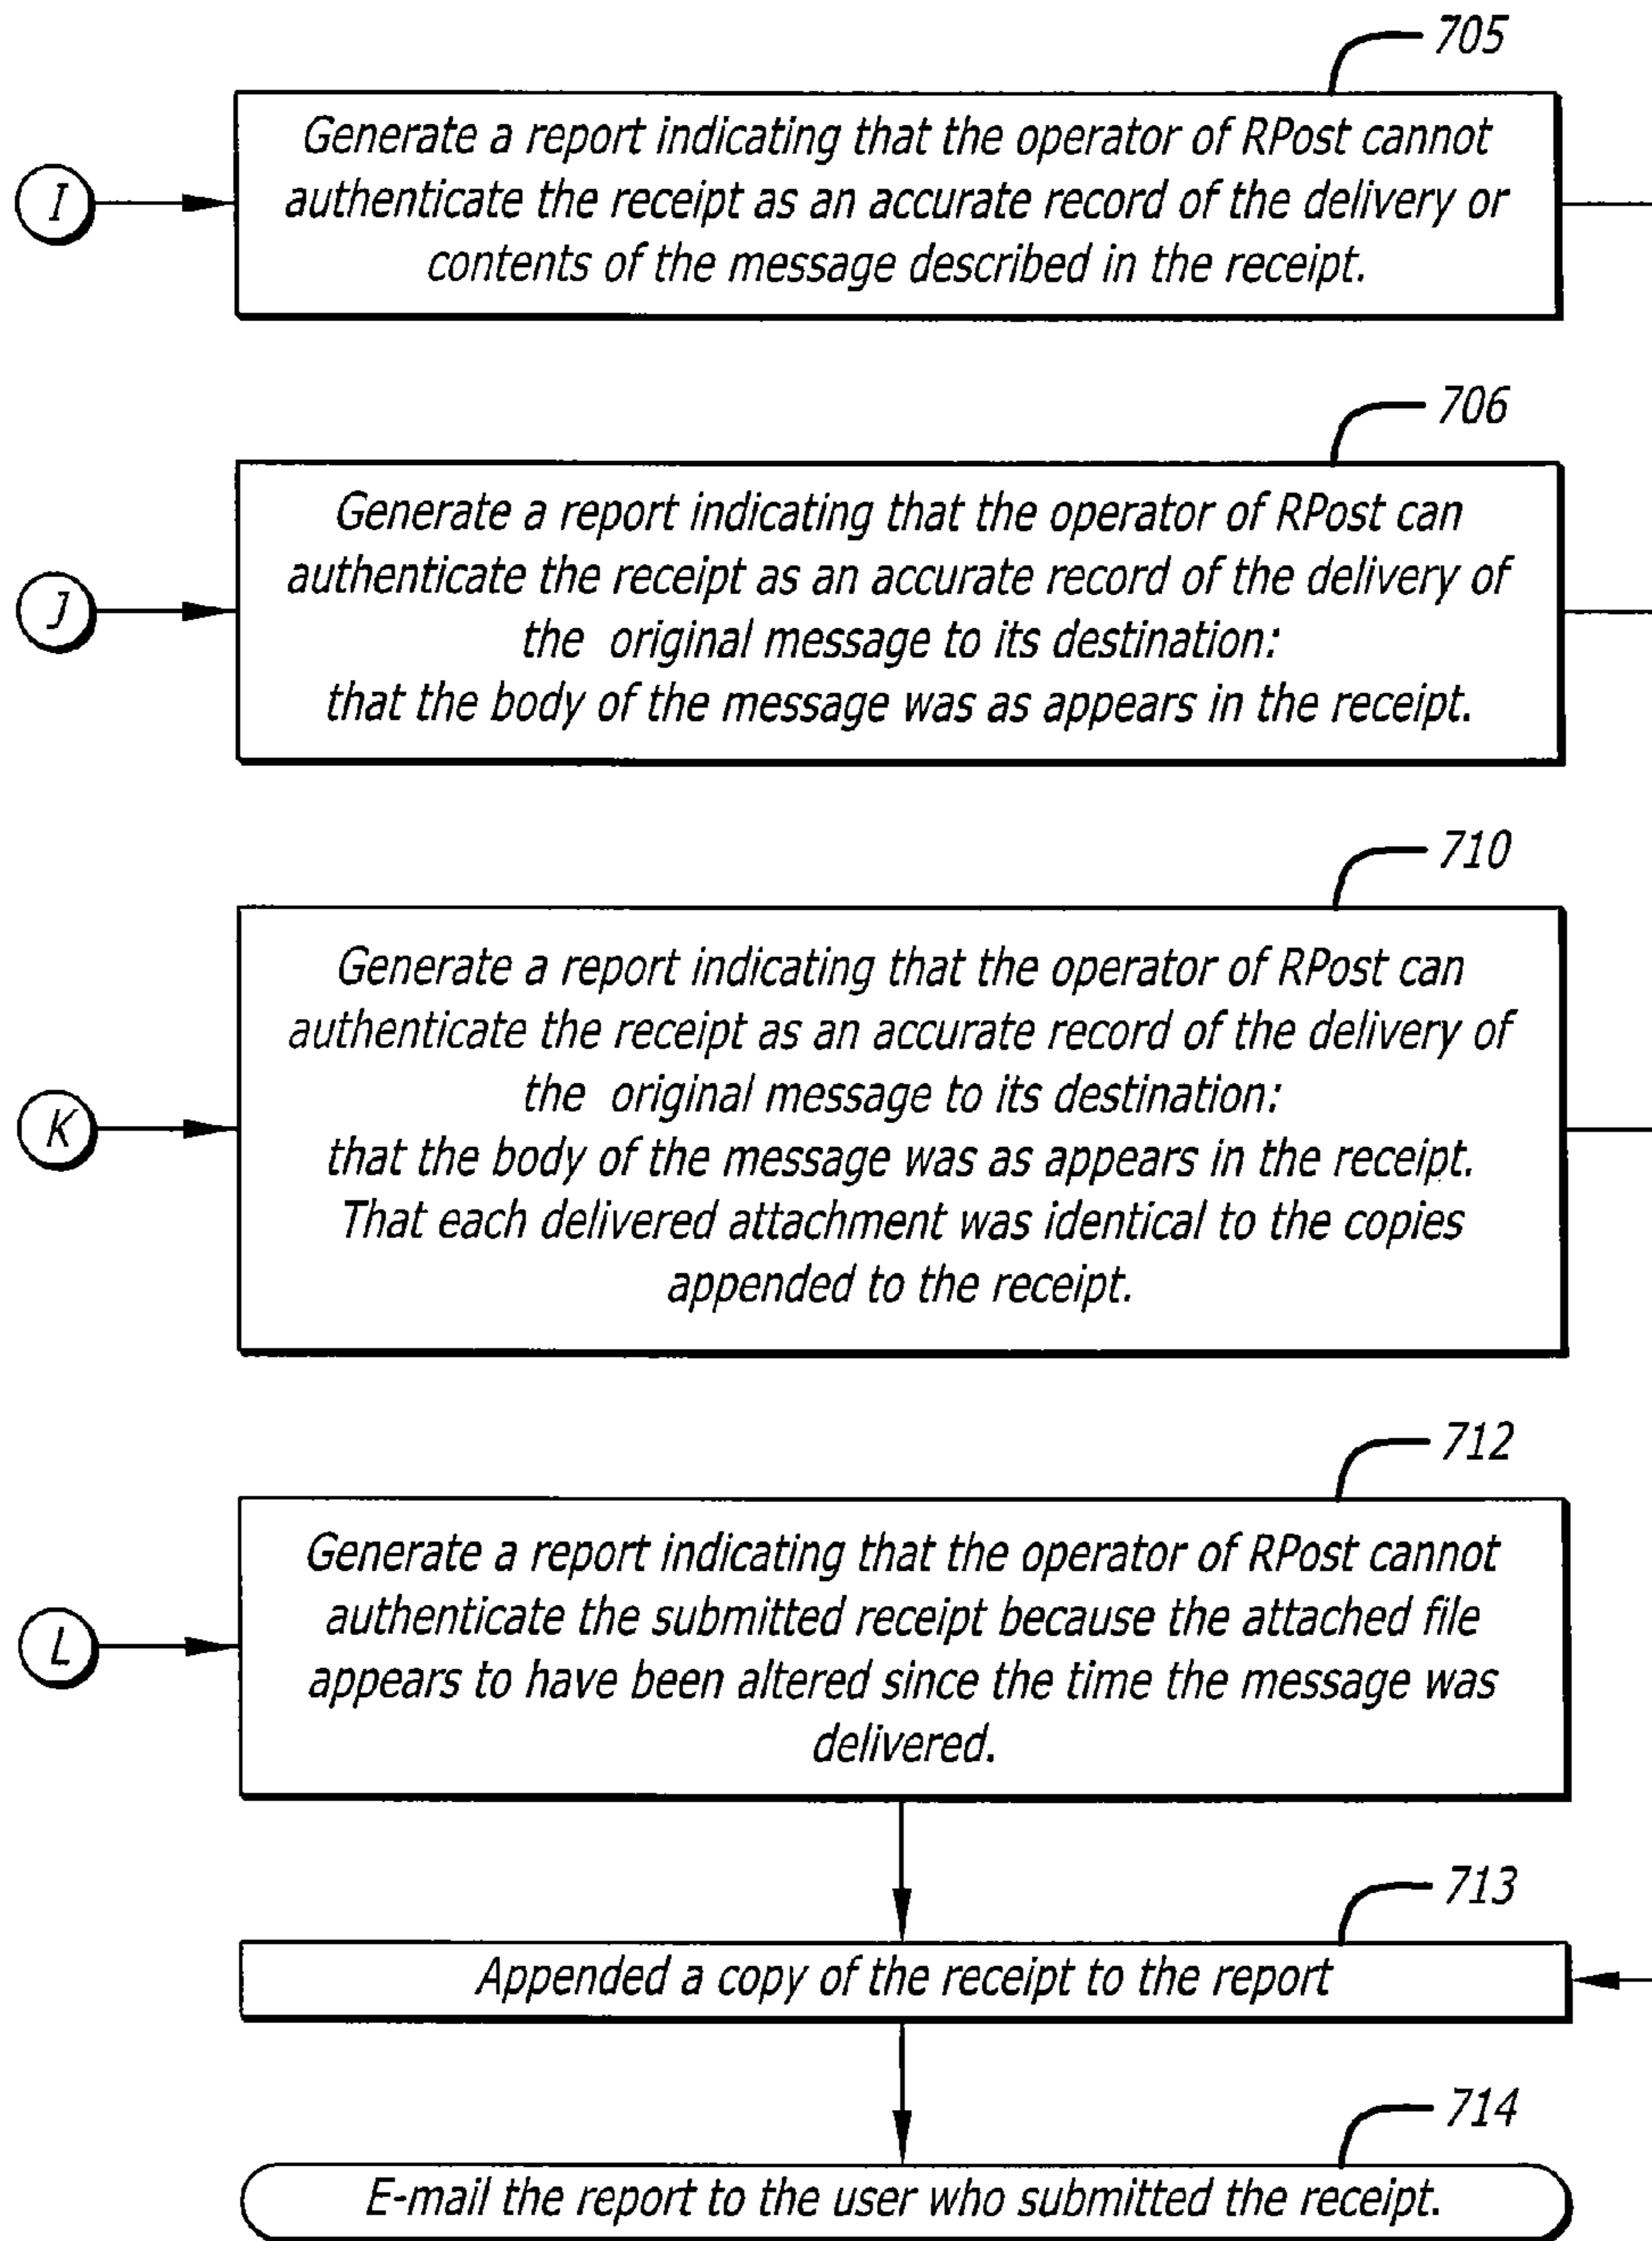 705
Generate a report indicating that the operator of RPost cannot
authenticate the receipt as an accurate record of the delivery or
contents of the message described in the receipt.
I
706
Generate a report indicating that the operator of RPost can
authenticate the receipt as an accurate record of the delivery of
the original message to its destination:
that the body of the message was as appears in the receipt.
J
710
Generate a report indicating that the operator of RPost can
authenticate the receipt as an accurate record of the delivery of
the original message to its destination:
that the body of the message was as appears in the receipt.
That each delivered attachment was identical to the copies
appended to the receipt.
K
712
Generate a report indicating that the operator of RPost cannot
authenticate the submitted receipt because the attached file
appears to have been altered since the time the message was
delivered.
L
713
Appended a copy of the receipt to the report
714
E-mail the report to the user who submitted the receipt.